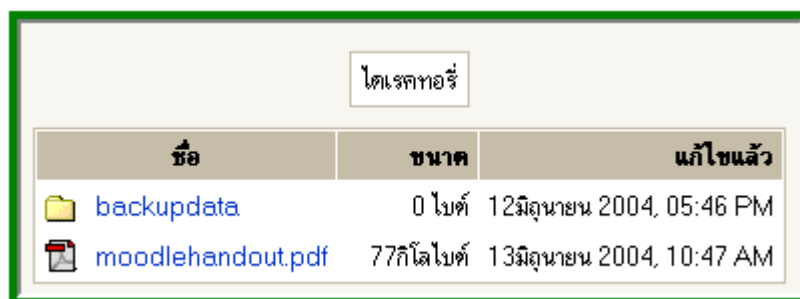 ไดเรคทอรี่
ชื่อ ขนาด แก้ไขแล้ว
backupdata 0 ไบต์ 12มิถุนายน 2004, 05:46 PM
moodlehandout.pdf 77กิโลไบต์ 13มิถุนายน 2004, 10:47 AM